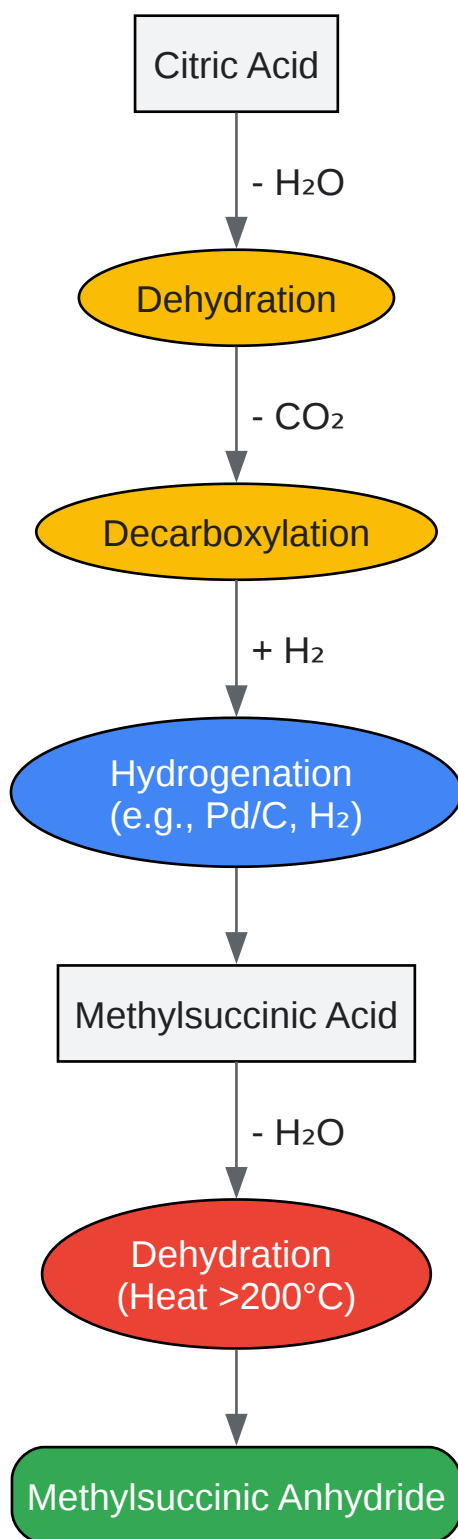 Citric Acid
- H₂O
Dehydration
- CO₂
Decarboxylation
+ H₂
Hydrogenation
(e.g., Pd/C, H₂)
Methylsuccinic Acid
- H₂O
Dehydration
(Heat >200°C)
Methylsuccinic Anhydride